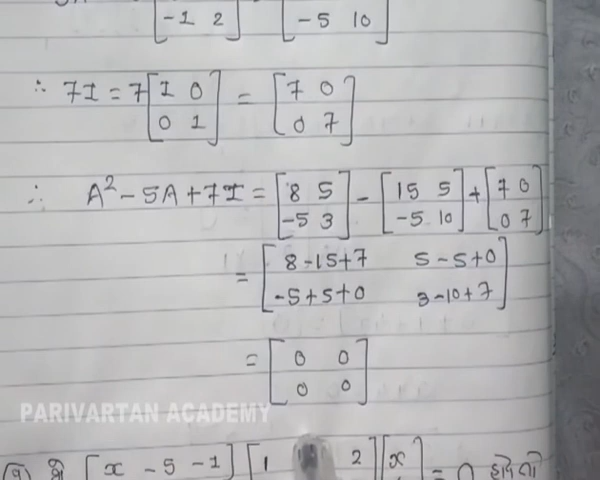 [-1 2] [-5 10]
∴ 7I = 7 [1 0; 0 1] = [7 0; 0 7]
∴ A² - 5A + 7I = [8 5; -5 3] - [15 5; -5 10] + [7 0; 0 7]
= [8-15+7 5-5+0; -5+5+0 3-10+7]
= [0 0; 0 0]
PARIVARTAN ACADEMY
[x -5 -1] [1 2] [x] = 0